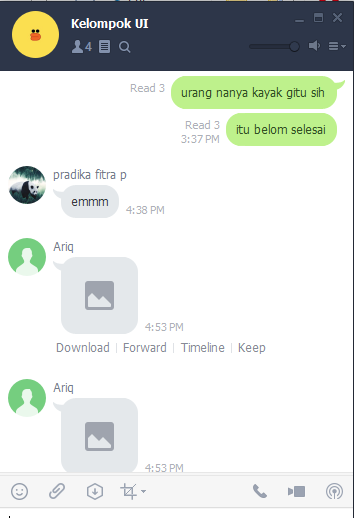 Kelompok UI
4
Read 3
urang nanya kayak gitu sih
Read 3
3:37 PM
itu belom selesai
pradika fitra p
emmm
4:38 PM
Ariq
4:53 PM
Download | Forward | Timeline | Keep
Ariq
4:53 PM